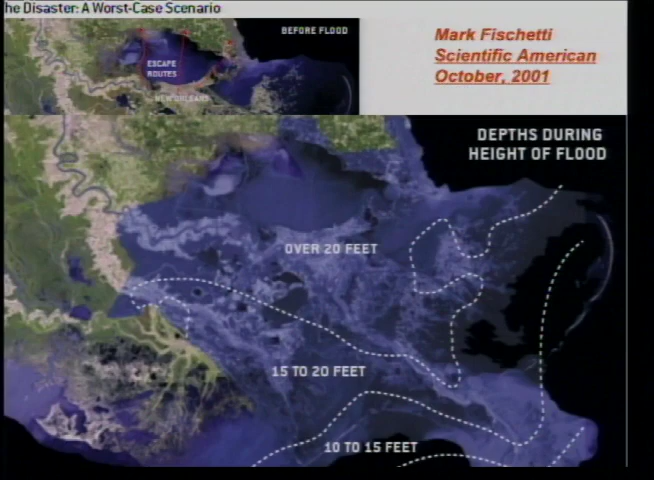 he Disaster: A Worst-Case Scenario
BEFORE FLOOD
Mark Fischetti
Scientific American
October, 2001
ESCAPE
ROUTES
NEW ORLEANS
DEPTHS DURING
HEIGHT OF FLOOD
OVER 20 FEET
15 TO 20 FEET
10 TO 15 FEET